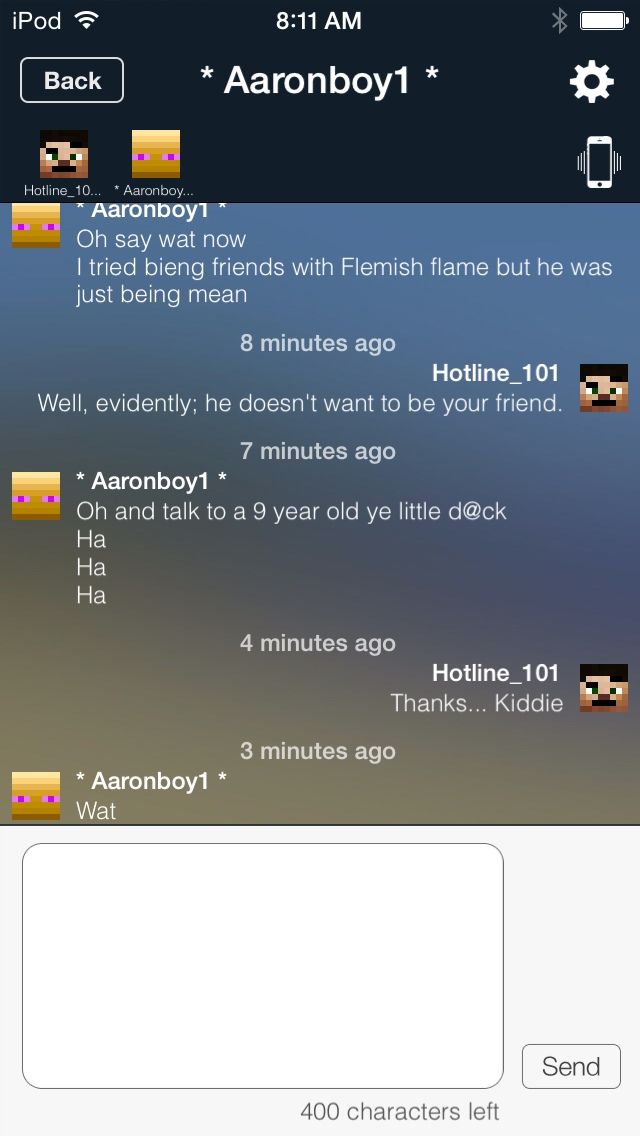 iPod 8:11 AM
Back * Aaronboy1 *
Hotline_10... * Aaronboy...
* Aaronboy1 *
Oh say wat now
I tried bieng friends with Flemish flame but he was
just being mean
8 minutes ago
Hotline_101
Well, evidently; he doesn't want to be your friend.
7 minutes ago
* Aaronboy1 *
Oh and talk to a 9 year old ye little d@ck
Ha
Ha
Ha
4 minutes ago
Hotline_101
Thanks... Kiddie
3 minutes ago
* Aaronboy1 *
Wat
Send
400 characters left